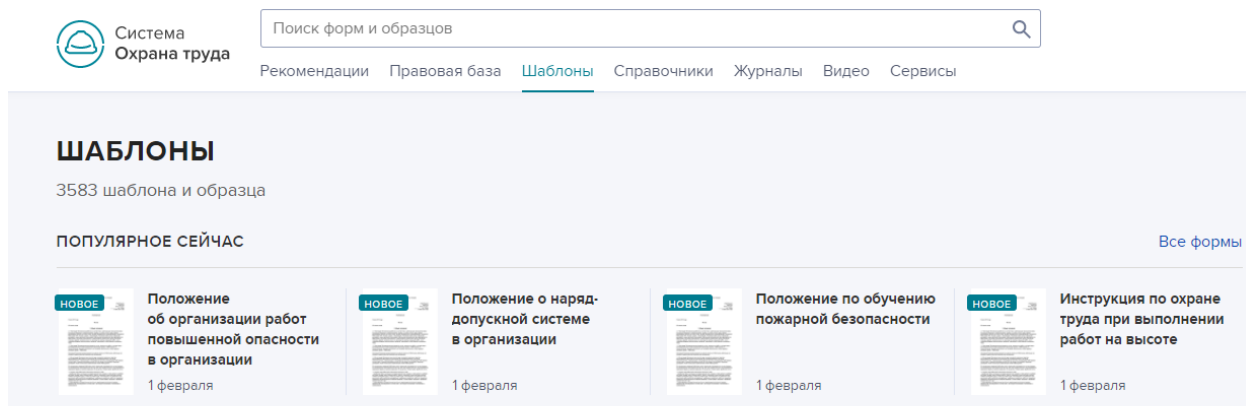 Система
Охрана труда
Поиск форм и образцов
Рекомендации Правовая база Шаблоны Справочники Журналы Видео Сервисы
ШАБЛОНЫ
3583 шаблона и образца
ПОПУЛЯРНОЕ СЕЙЧАС
Все формы
НОВОЕ
Положение
об организации работ
повышенной опасности
в организации
1 февраля
НОВОЕ
Положение о наряд-
допускной системе
в организации
1 февраля
НОВОЕ
Положение по обучению
пожарной безопасности
1 февраля
НОВОЕ
Инструкция по охране
труда при выполнении
работ на высоте
1 февраля